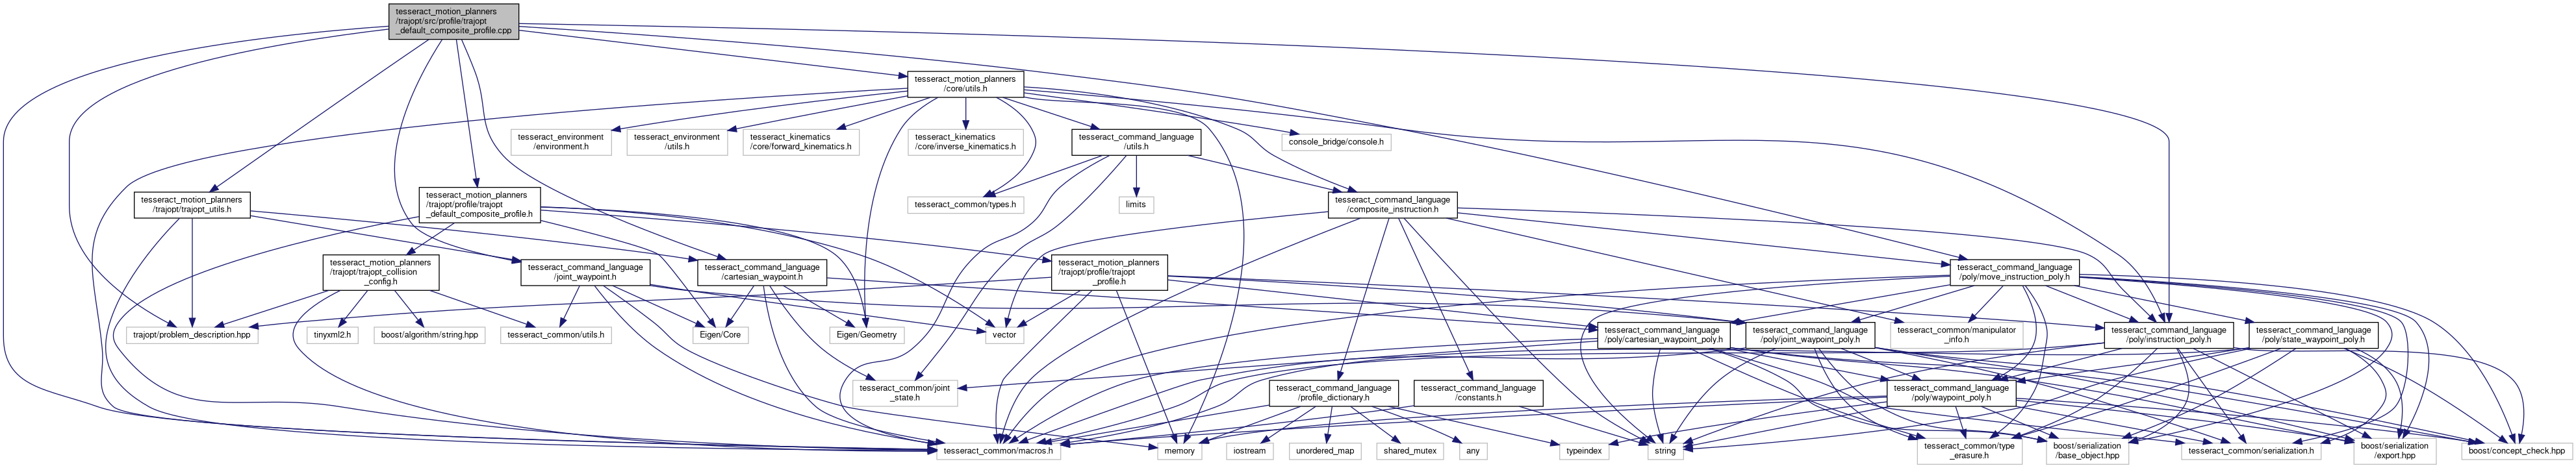 tesseract_motion_planners
/trajopt/src/profile/trajopt
_default_composite_profile.cpp
tesseract_motion_planners
/core/utils.h
tesseract_environment
/environment.h
tesseract_environment
/utils.h
tesseract_kinematics
/core/forward_kinematics.h
tesseract_kinematics
/core/inverse_kinematics.h
tesseract_command_language
/utils.h
console_bridge/console.h
tesseract_motion_planners
/trajopt/trajopt_utils.h
tesseract_motion_planners
/trajopt/profile/trajopt
_default_composite_profile.h
tesseract_common/types.h
limits
tesseract_command_language
/composite_instruction.h
tesseract_motion_planners
/trajopt/trajopt_collision
_config.h
tesseract_command_language
/joint_waypoint.h
tesseract_command_language
/cartesian_waypoint.h
tesseract_motion_planners
/trajopt/profile/trajopt
_profile.h
tesseract_command_language
/poly/move_instruction_poly.h
trajopt/problem_description.hpp
tinyxml2.h
boost/algorithm/string.hpp
tesseract_common/utils.h
Eigen/Core
Eigen/Geometry
vector
tesseract_command_language
/poly/cartesian_waypoint_poly.h
tesseract_command_language
/poly/joint_waypoint_poly.h
tesseract_common/manipulator
_info.h
tesseract_command_language
/poly/instruction_poly.h
tesseract_command_language
/poly/state_waypoint_poly.h
tesseract_common/joint
_state.h
tesseract_command_language
/profile_dictionary.h
tesseract_command_language
/constants.h
tesseract_command_language
/poly/waypoint_poly.h
tesseract_common/macros.h
memory
iostream
unordered_map
shared_mutex
any
typeindex
string
tesseract_common/type
_erasure.h
boost/serialization
/base_object.hpp
tesseract_common/serialization.h
boost/serialization
/export.hpp
boost/concept_check.hpp